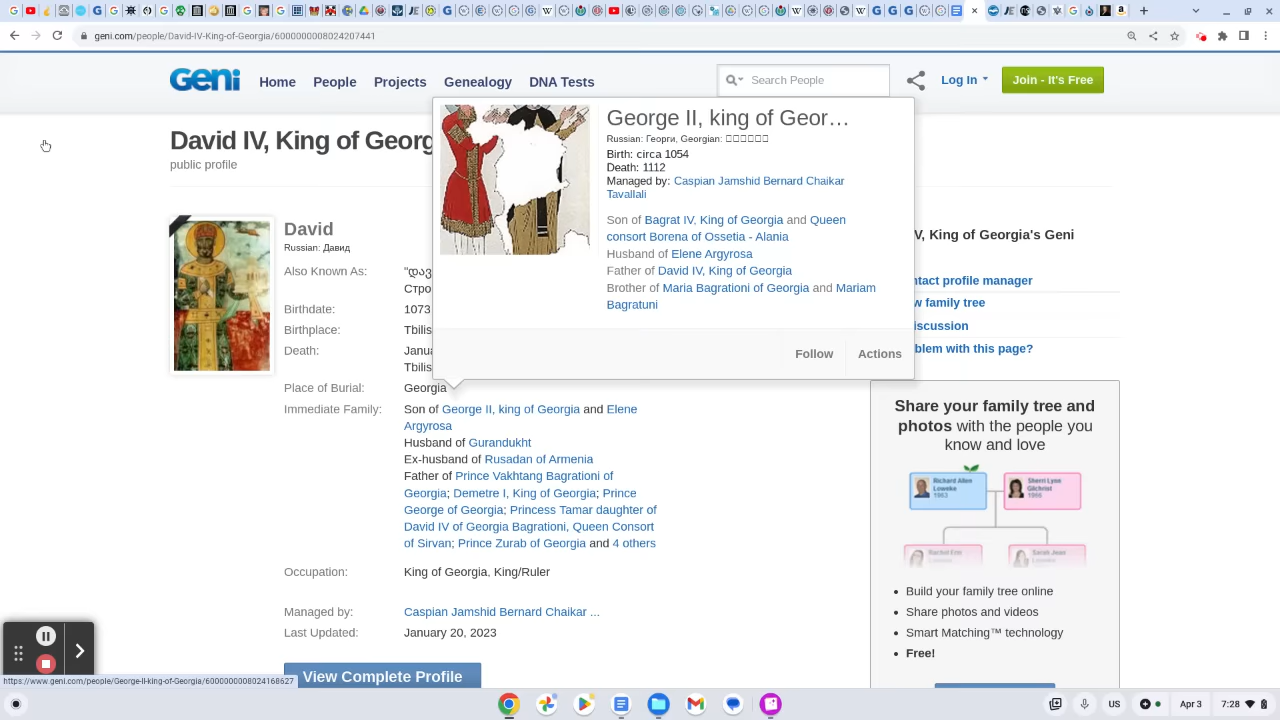 geni.com/people/David-IV-King-of-Georgia/6000000008024207441
Geni
Home
People
Projects
Genealogy
DNA Tests
Search People
Log In
Join - It's Free
David IV, King of Georg
public profile
George II, king of Geor…
Russian: Георги, Georgian: □□□□□□
Birth: circa 1054
Death: 1112
Managed by: Caspian Jamshid Bernard Chaikar
Tavallali
Son of Bagrat IV, King of Georgia and Queen
consort Borena of Ossetia - Alania
Husband of Elene Argyrosa
Father of David IV, King of Georgia
Brother of Maria Bagrationi of Georgia and Mariam
Bagratuni
Follow
Actions
David
Russian: Давид
Also Known As:
"დავ
Стро
Birthdate:
1073
Birthplace:
Tbilis
Death:
Janua
Tbilis
Place of Burial:
Georgia
Immediate Family:
Son of George II, king of Georgia and Elene
Argyrosa
Husband of Gurandukht
Ex-husband of Rusadan of Armenia
Father of Prince Vakhtang Bagrationi of
Georgia; Demetre I, King of Georgia; Prince
George of Georgia; Princess Tamar daughter of
David IV of Georgia Bagrationi, Queen Consort
of Sirvan; Prince Zurab of Georgia and 4 others
Occupation:
King of Georgia, King/Ruler
Managed by:
Caspian Jamshid Bernard Chaikar ...
Last Updated:
January 20, 2023
View Complete Profile
V, King of Georgia's Geni
ntact profile manager
w family tree
iscussion
blem with this page?
Share your family tree and
photos with the people you
know and love
Richard Allen
Loweke
1963
Sherri Lyne
Gilchrist
1966
• Build your family tree online
• Share photos and videos
• Smart Matching™ technology
• Free!
https://www.geni.com/people/George-II-king-of-Georgia/6000000008024168627
US
Apr 3
7:28